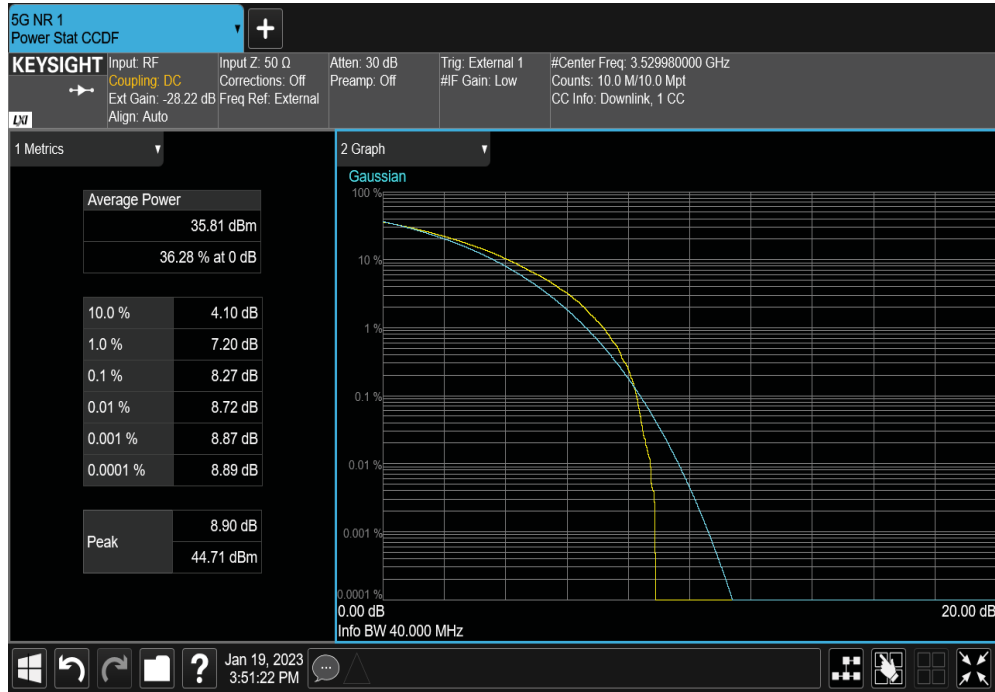 5G NR 1
Power Stat CCDF
KEYSIGHT
LXI
Input: RF
Coupling: DC
Ext Gain: -28.22 dB
Align: Auto
Input Z: 50 Ω
Corrections: Off
Freq Ref: External
Atten: 30 dB
Preamp: Off
Trig: External 1
#IF Gain: Low
#Center Freq: 3.529980000 GHz
Counts: 10.0 M/10.0 Mpt
CC Info: Downlink, 1 CC
1 Metrics
Average Power
35.81 dBm
36.28 % at 0 dB
10.0 % 4.10 dB
1.0 % 7.20 dB
0.1 % 8.27 dB
0.01 % 8.72 dB
0.001 % 8.87 dB
0.0001 % 8.89 dB
Peak
8.90 dB
44.71 dBm
2 Graph
Gaussian
100 %
10 %
1 %
0.1 %
0.01 %
0.001 %
0.0001 %
0.00 dB 20.00 dB
Info BW 40.000 MHz
Jan 19, 2023
3:51:22 PM